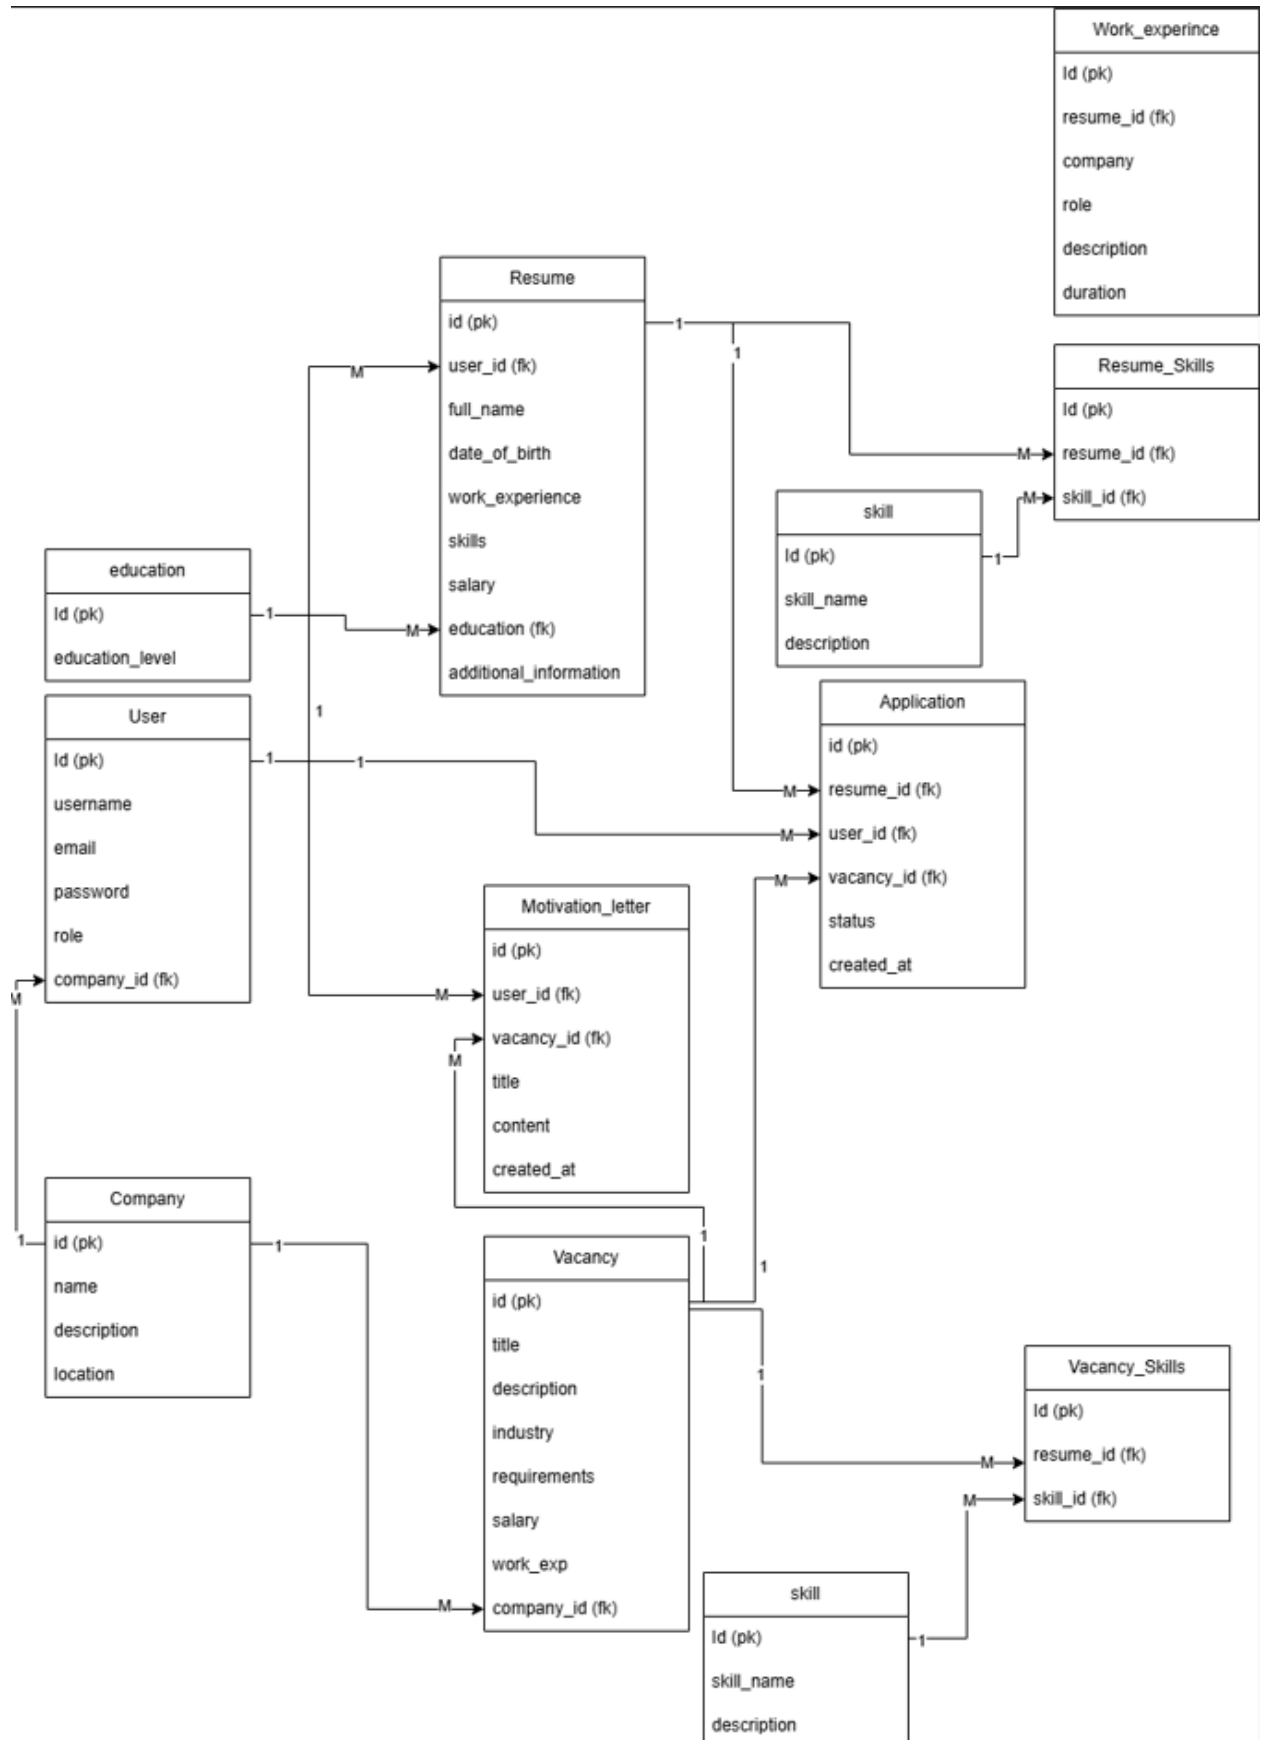 Work_experince
Id (pk)
resume_id (fk)
company
role
description
duration
Resume
id (pk)
user_id (fk)
full_name
date_of_birth
work_experience
skills
salary
education (fk)
additional_information
1
1
M
M
1
Resume_Skills
Id (pk)
resume_id (fk)
skill_id (fk)
M
M
skill
Id (pk)
skill_name
description
1
education
Id (pk)
education_level
1
M
User
Id (pk)
username
email
password
role
company_id (fk)
1
1
M
Application
id (pk)
resume_id (fk)
user_id (fk)
vacancy_id (fk)
status
created_at
M
M
M
Motivation_letter
id (pk)
user_id (fk)
vacancy_id (fk)
title
content
created_at
M
M
Company
id (pk)
name
description
location
1
1
Vacancy
id (pk)
title
description
industry
requirements
salary
work_exp
company_id (fk)
1
1
1
M
Vacancy_Skills
Id (pk)
resume_id (fk)
skill_id (fk)
M
M
skill
Id (pk)
skill_name
description
1